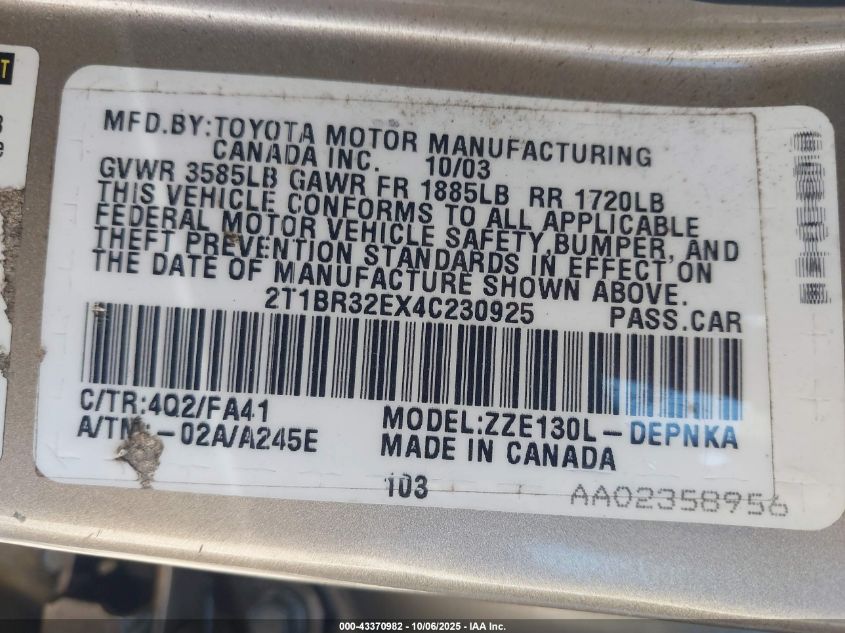 T
MFD.BY:TOYOTA MOTOR MANUFACTURING
CANADA INC. 10/03
GVWR 3585LB GAWR FR 1885LB RR 1720LB
THIS VEHICLE CONFORMS TO ALL APPLICABLE
FEDERAL MOTOR VEHICLE SAFETY,BUMPER, AND
THEFT PREVENTION STANDARDS IN EFFECT ON
THE DATE OF MANUFACTURE SHOWN ABOVE.
2T1BR32EX4C230925 PASS.CAR
C/TR:4Q2/FA41 MODEL:ZZE130L-DEPNKA
A/TM:-02A/A245E MADE IN CANADA
103
AA02358956
000-43370982 - 10/06/2025 - IAA Inc.